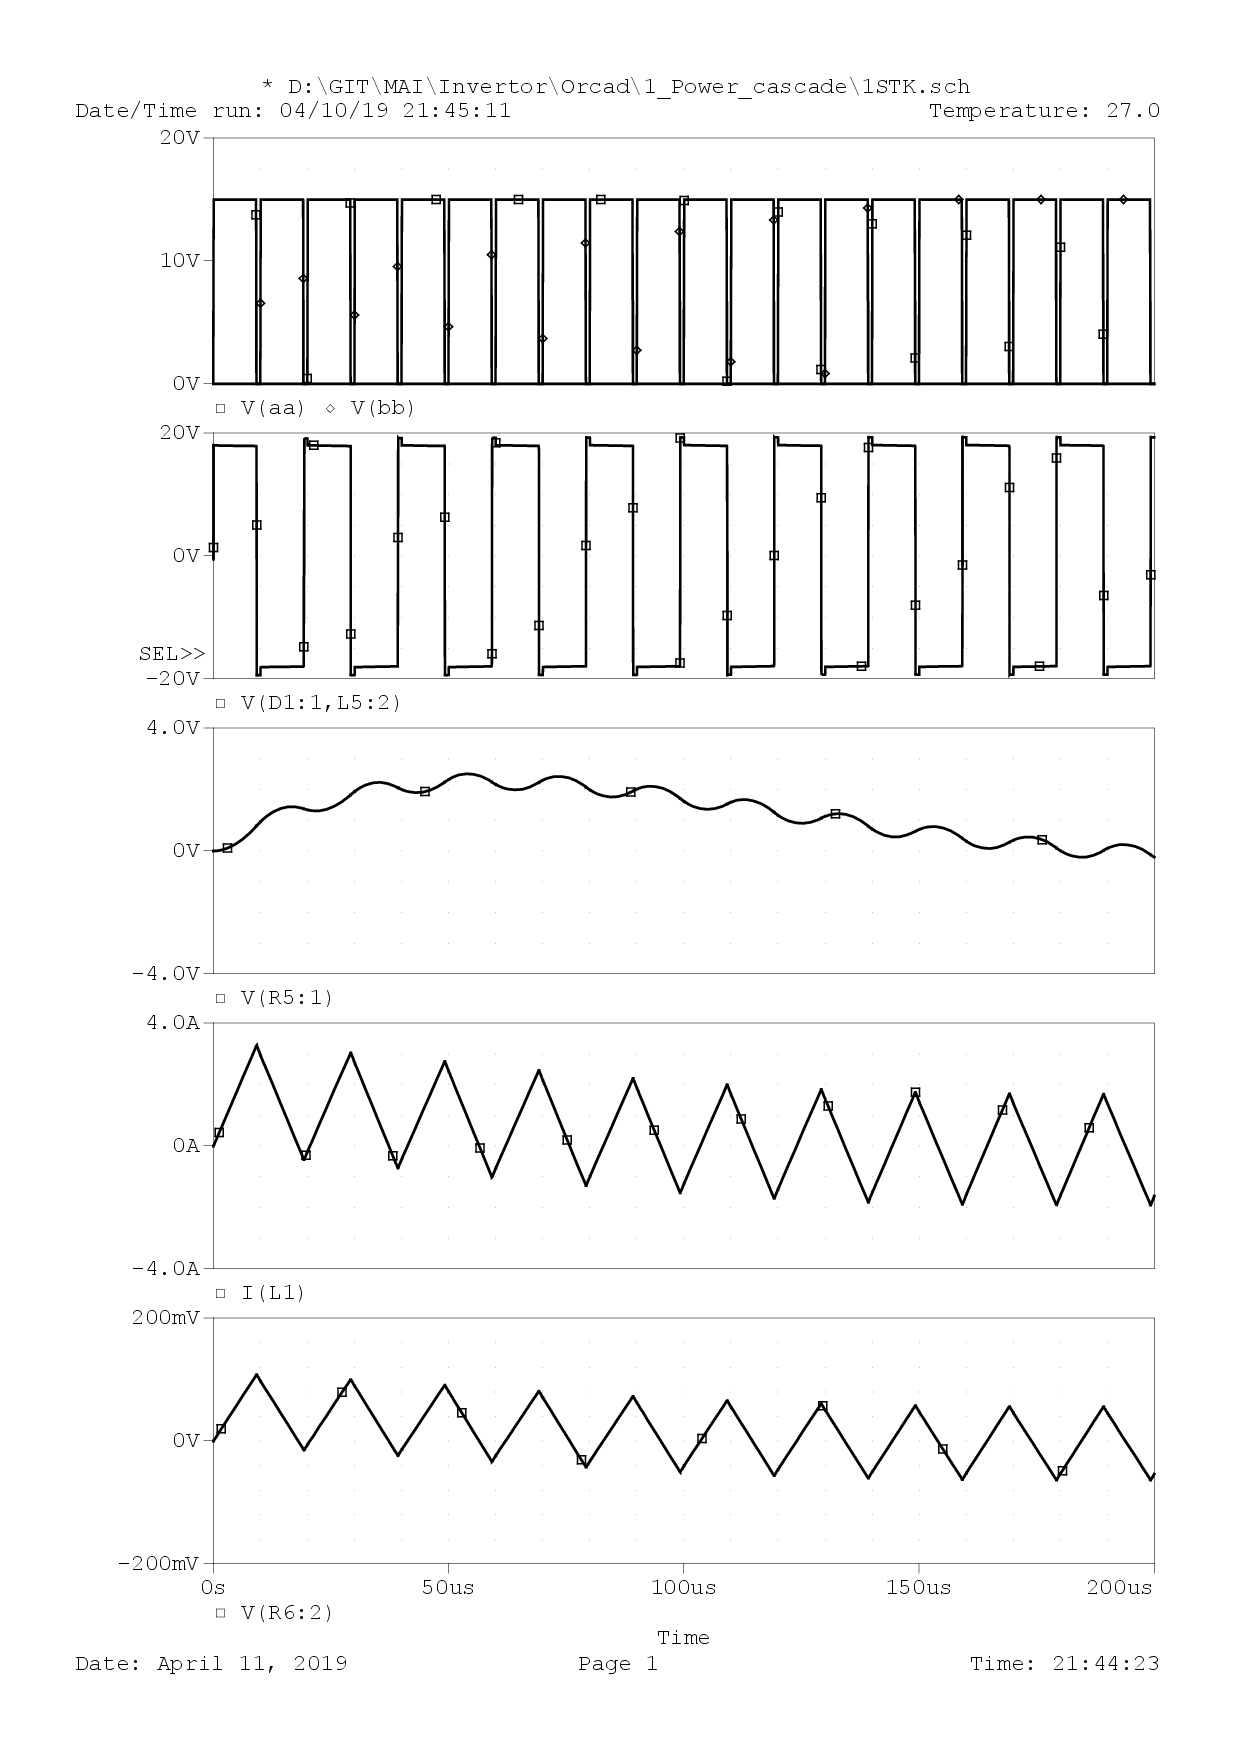 * D:\GIT\MAI\Invertor\Orcad\1_Power_cascade\1STK.sch
Date/Time run: 04/10/19 21:45:11 Temperature: 27.0
20V
10V
0V
V(aa) V(bb)
20V
0V
SEL>>
-20V
V(D1:1,L5:2)
4.0V
0V
-4.0V
V(R5:1)
4.0A
0A
-4.0A
I(L1)
200mV
0V
-200mV
0s 50us 100us 150us 200us
V(R6:2)
Time
Date: April 11, 2019 Page 1 Time: 21:44:23